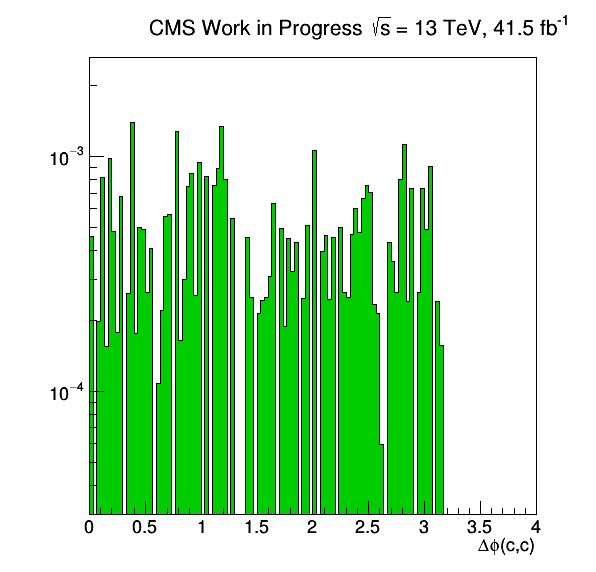 CMS Work in Progress √s = 13 TeV, 41.5 fb⁻¹
10⁻³
10⁻⁴
0 0.5 1 1.5 2 2.5 3 3.5 4
Δϕ(c,c)